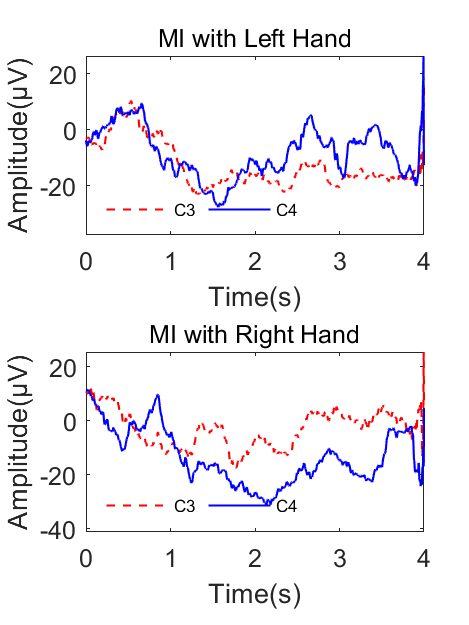 MI with Left Hand
Amplitude(μV)
20
0
-20
C3
C4
0 1 2 3 4
Time(s)
MI with Right Hand
Amplitude(μV)
20
0
-20
-40
C3
C4
0 1 2 3 4
Time(s)